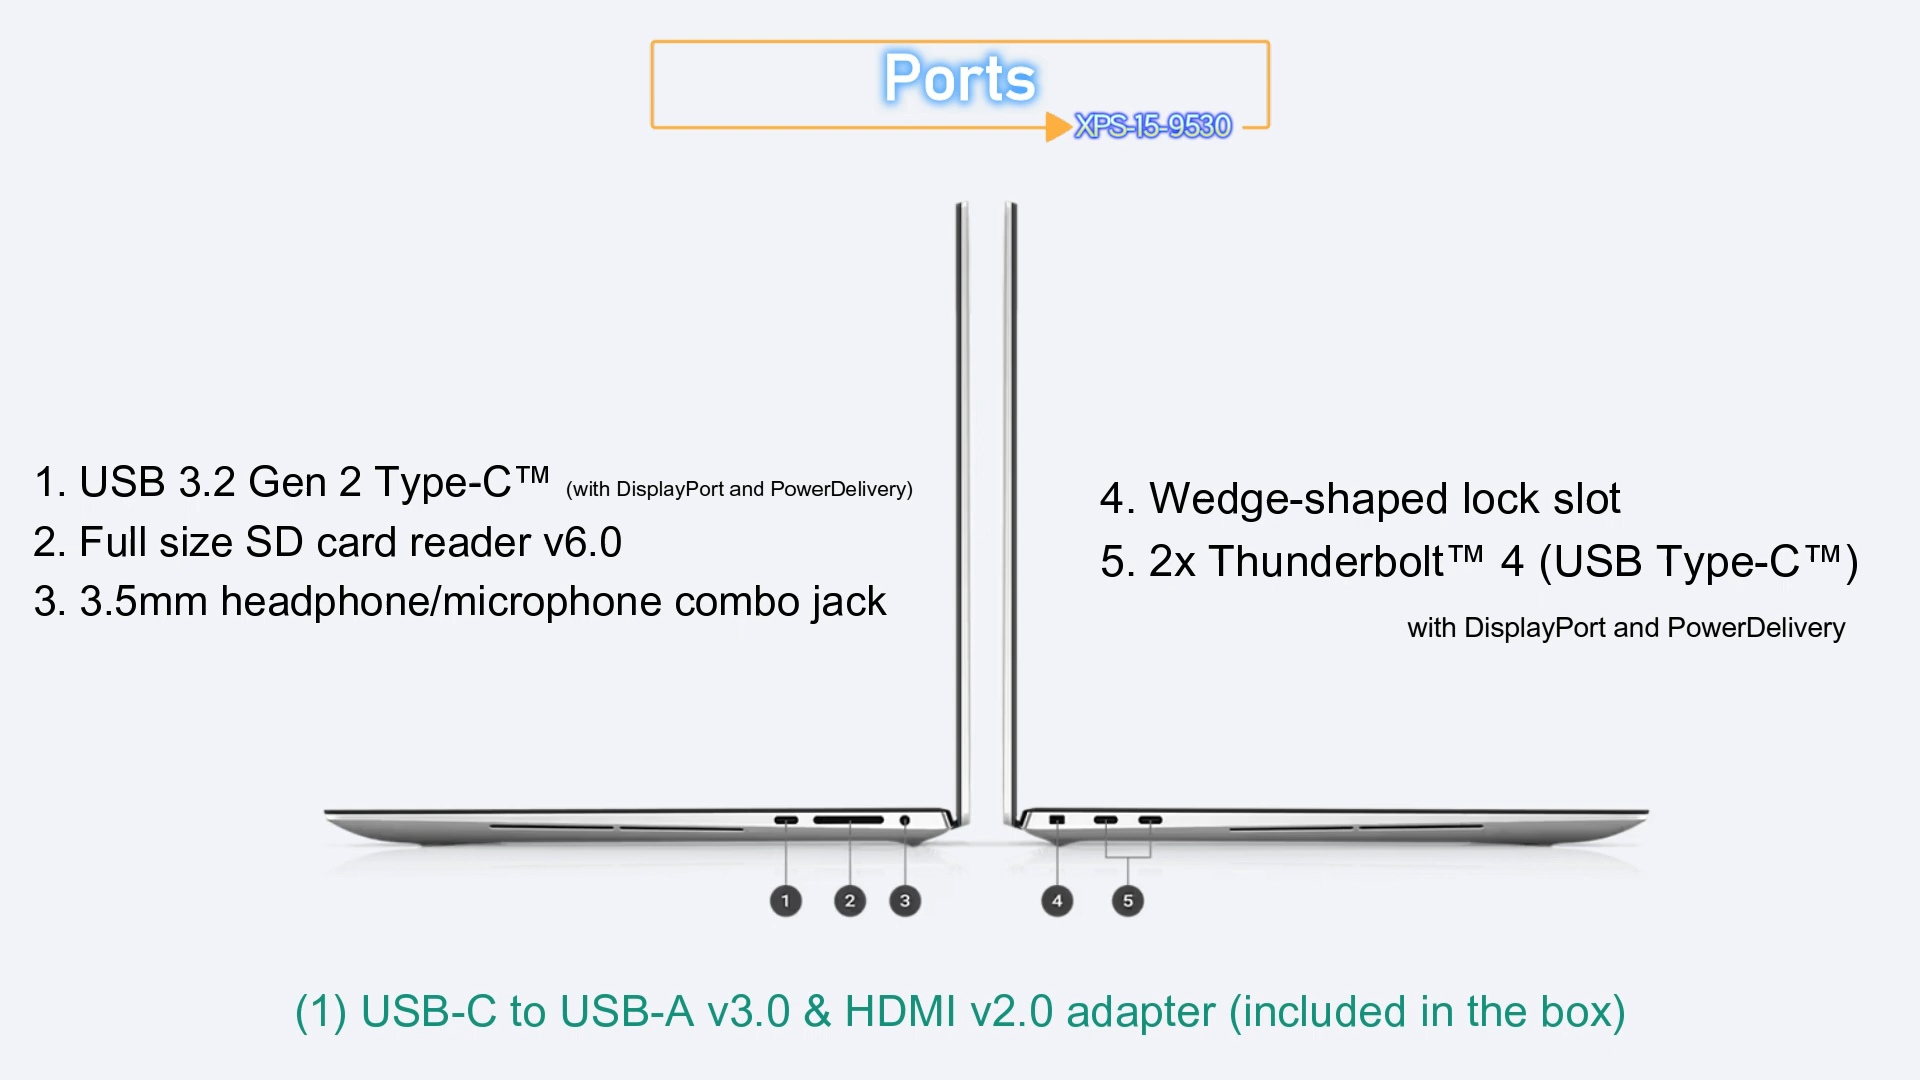 Ports
XPS-15-9530
1. USB 3.2 Gen 2 Type-C™ (with DisplayPort and PowerDelivery)
2. Full size SD card reader v6.0
3. 3.5mm headphone/microphone combo jack
4. Wedge-shaped lock slot
5. 2x Thunderbolt™ 4 (USB Type-C™)
with DisplayPort and PowerDelivery
1 2 3 4 5
(1) USB-C to USB-A v3.0 & HDMI v2.0 adapter (included in the box)